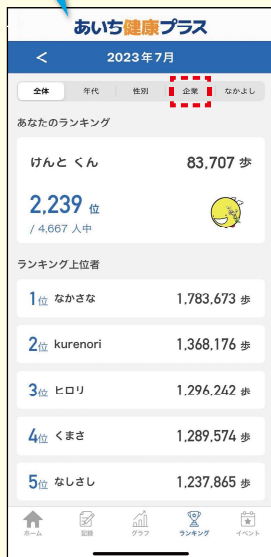 あいち健康プラス
< 2023年7月
全体 年代 性別 企業 なかよし
あなたのランキング
けんと くん 83,707 歩
2,239 位
/ 4,667 人中
ランキング上位者
1位 なかさな 1,783,673 歩
2位 kurenori 1,368,176 歩
3位 ヒロリ 1,296,242 歩
4位 くまさ 1,289,574 歩
5位 なしさし 1,237,865 歩
ホーム 記録 グラフ ランキング イベント